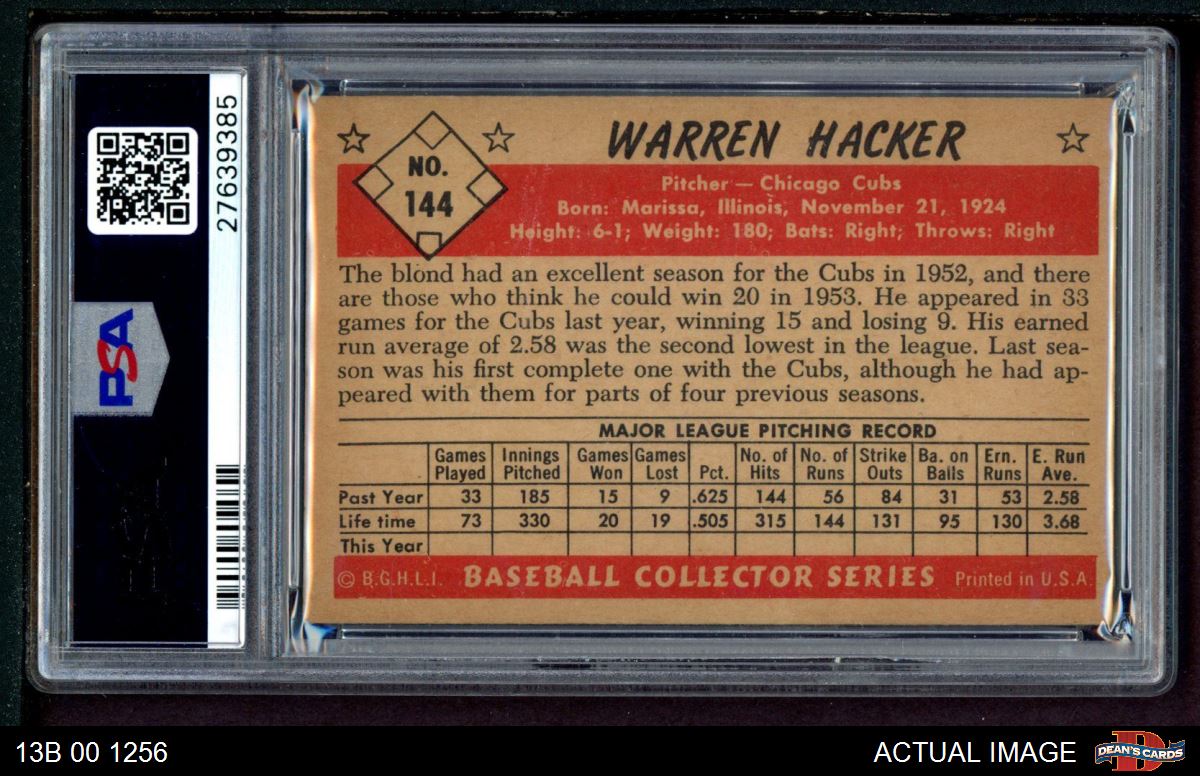 27639385
PSA
NO.
144
WARREN HACKER
Pitcher — Chicago Cubs
Born: Marissa, Illinois, November 21, 1924
Height: 6-1; Weight: 180; Bats: Right; Throws: Right
The blond had an excellent season for the Cubs in 1952, and there
are those who think he could win 20 in 1953. He appeared in 33
games for the Cubs last year, winning 15 and losing 9. His earned
run average of 2.58 was the second lowest in the league. Last sea-
son was his first complete one with the Cubs, although he had ap-
peared with them for parts of four previous seasons.
MAJOR LEAGUE PITCHING RECORD
Games Played Innings Pitched Games Won Games Lost Pct. No. of Hits No. of Runs Strike Outs Ba. on Balls Ern. Runs E. Run Ave.
Past Year 33 185 15 9 .625 144 56 84 31 53 2.58
Life time 73 330 20 19 .505 315 144 131 95 130 3.68
This Year
© B.G.H.L.I. BASEBALL COLLECTOR SERIES Printed in U.S.A.
13B 00 1256
ACTUAL IMAGE
DEAN'S CARDS